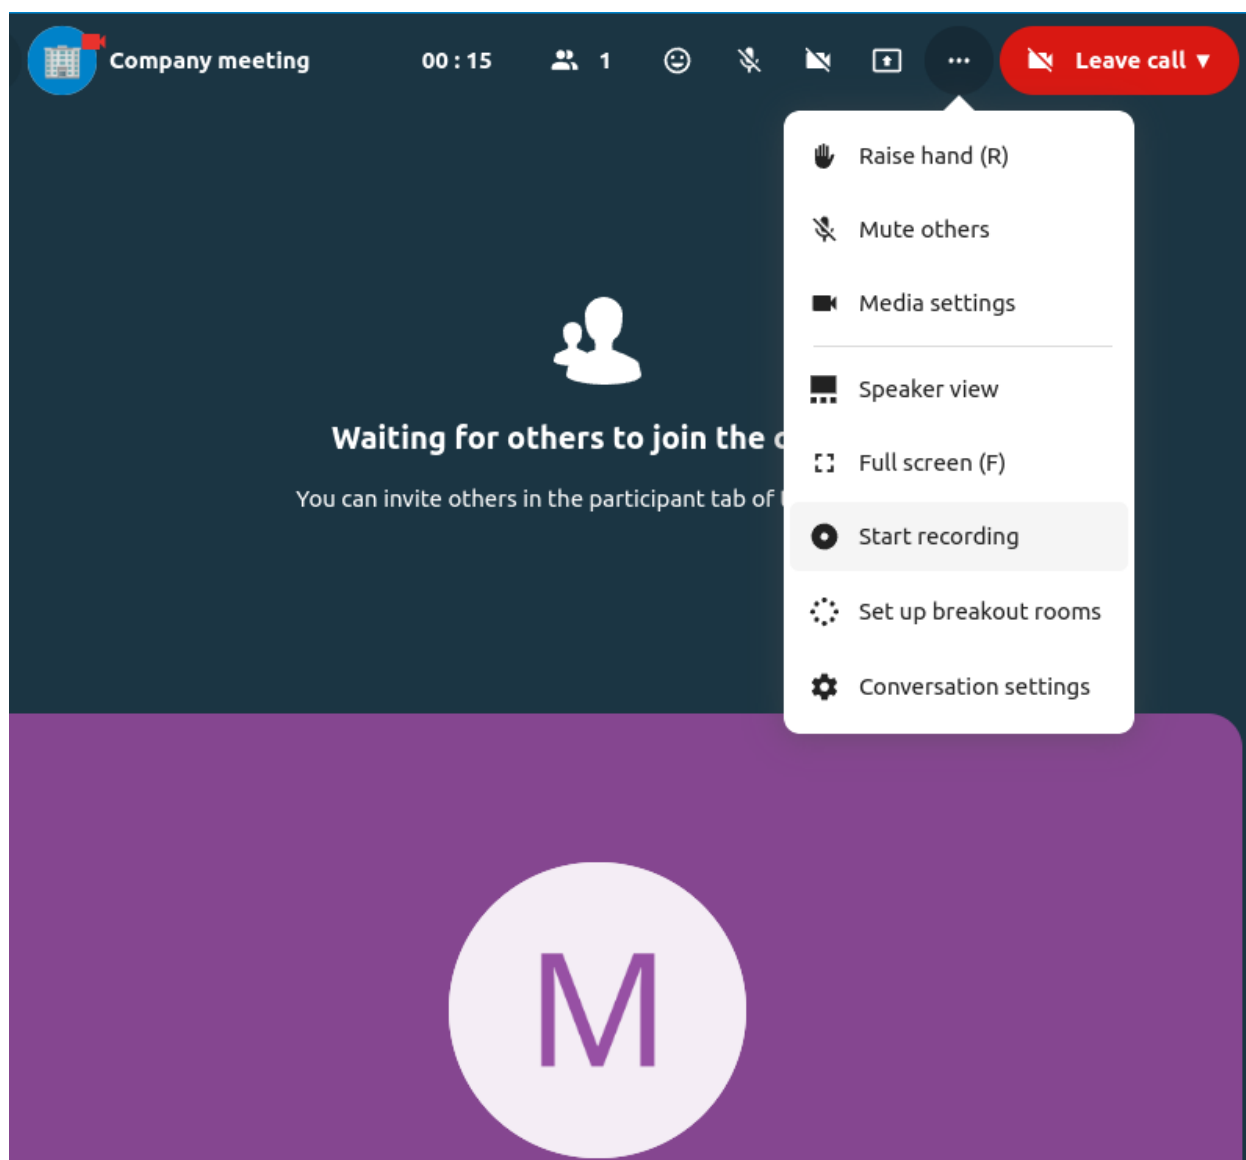 Company meeting 00 : 15 1 Leave call
Raise hand (R)
Mute others
Media settings
Speaker view
Full screen (F)
Start recording
Set up breakout rooms
Conversation settings
Waiting for others to join the
You can invite others in the participant tab of
M